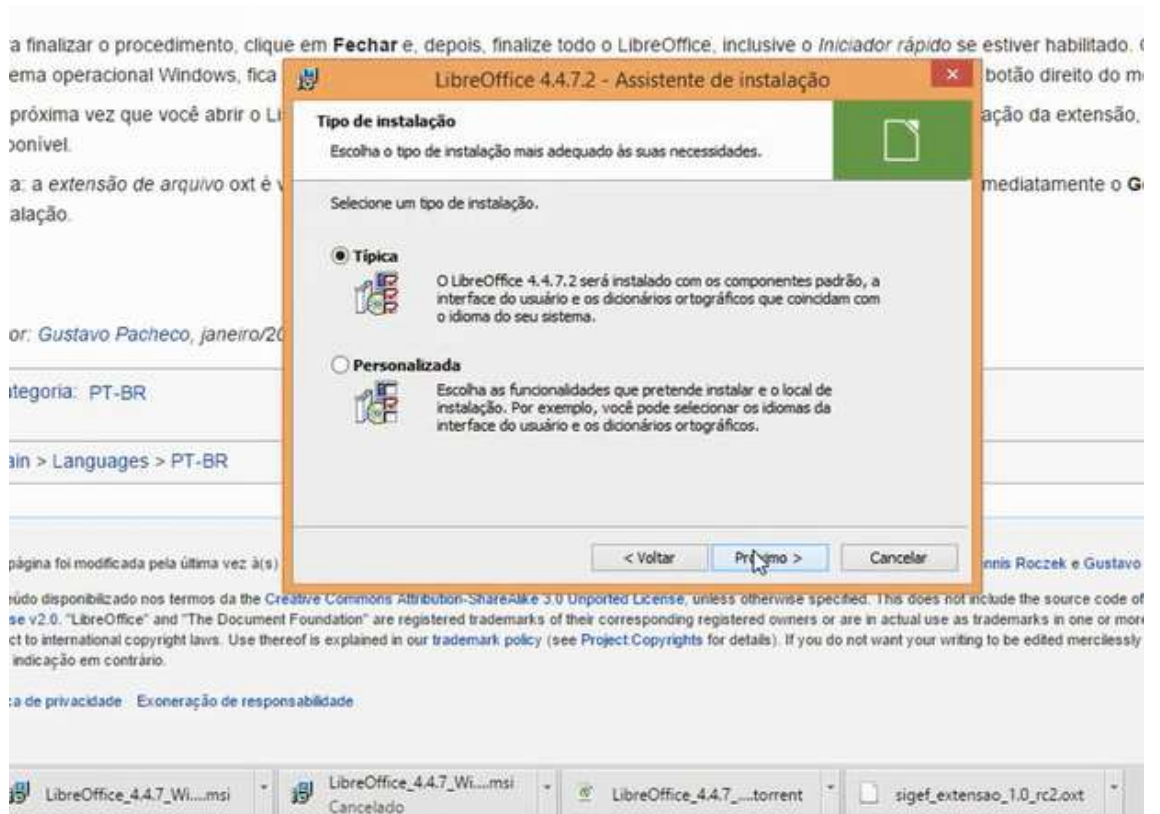 a finalizar o procedimento, clique em Fechar e, depois, finalize todo o LibreOffice, inclusive o Iniciador rápido se estiver habilitado.
ema operacional Windows, fica
botão direito do m
próxima vez que você abrir o Li
ação da extensão,
ponível.
a: a extensão de arquivo oxt é v
mediatamente o G
alação.
or: Gustavo Pacheco, janeiro/20
ategoria: PT-BR
ain > Languages > PT-BR
LibreOffice 4.4.7.2 - Assistente de instalação
Tipo de instalação
Escolha o tipo de instalação mais adequado às suas necessidades.
Selecione um tipo de instalação.
Típica
O LibreOffice 4.4.7.2 será instalado com os componentes padrão, a
interface do usuário e os dicionários ortográficos que coincidam com
o idioma do seu sistema.
Personalizada
Escolha as funcionalidades que pretende instalar e o local de
instalação. Por exemplo, você pode selecionar os idiomas da
interface do usuário e os dicionários ortográficos.
< Voltar
Próximo >
Cancelar
página foi modificada pela última vez à(s)
nnis Roczek e Gustavo
eúdo disponibilizado nos termos da the Creative Commons Attribution-ShareAlike 3.0 Unported License, unless otherwise specified. This does not include the source code of
se v2.0. "LibreOffice" and "The Document Foundation" are registered trademarks of their corresponding registered owners or are in actual use as trademarks in one or more
ct to international copyright laws. Use thereof is explained in our trademark policy (see Project Copyrights for details). If you do not want your writing to be edited mercilessly
indicação em contrário.
ca de privacidade Exoneração de responsabilidade
LibreOffice_4.4.7_Wi....msi
LibreOffice_4.4.7_Wi....msi
Cancelado
LibreOffice_4.4.7_....torrent
sigef_extensao_1.0_rc2.oxt